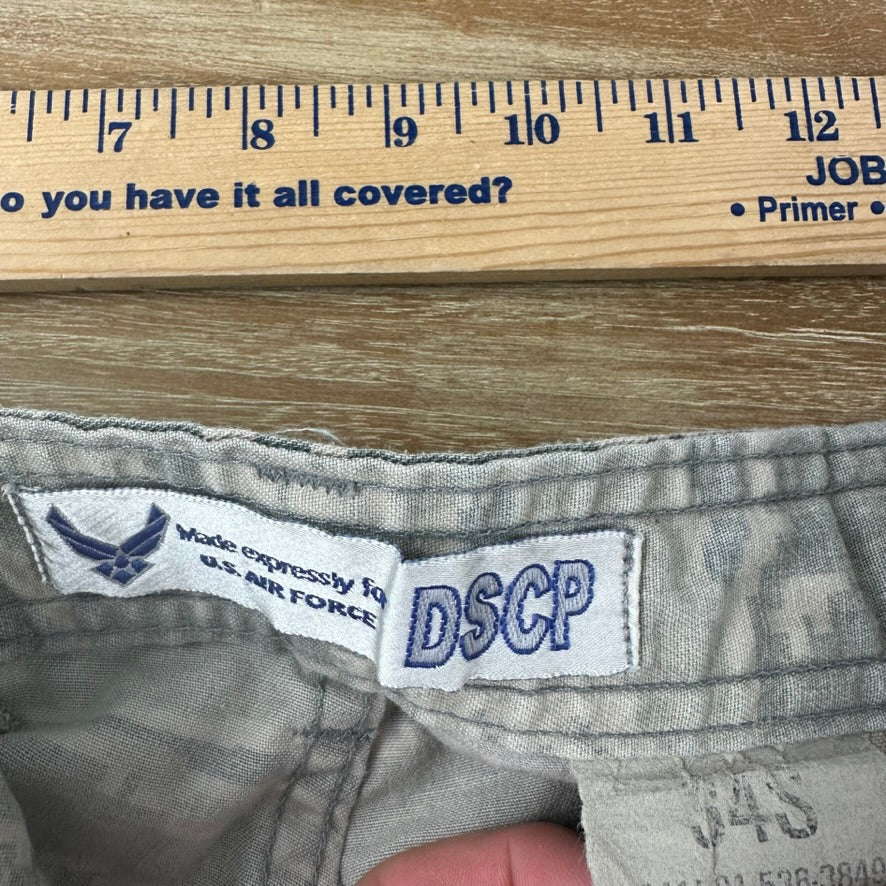 7 8 9 10 11 12
o you have it all covered?
JOB
• Primer •
Made expressly fo
U.S. AIR FORCE
DSCP
34S